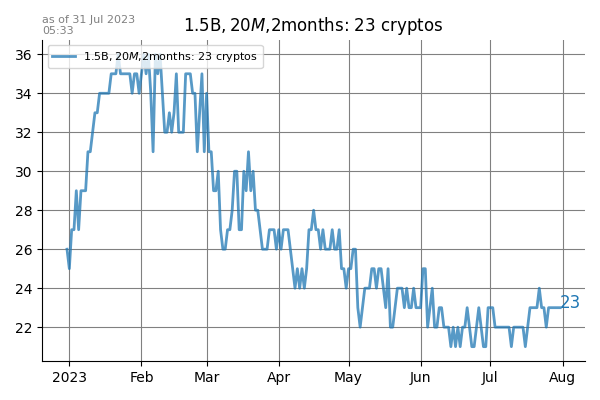 as of 31 Jul 2023
05:33
1.5B, 20M,2months: 23 cryptos
1.5B, 20M,2months: 23 cryptos
36
34
32
30
28
26
24
22
23
2023 Feb Mar Apr May Jun Jul Aug